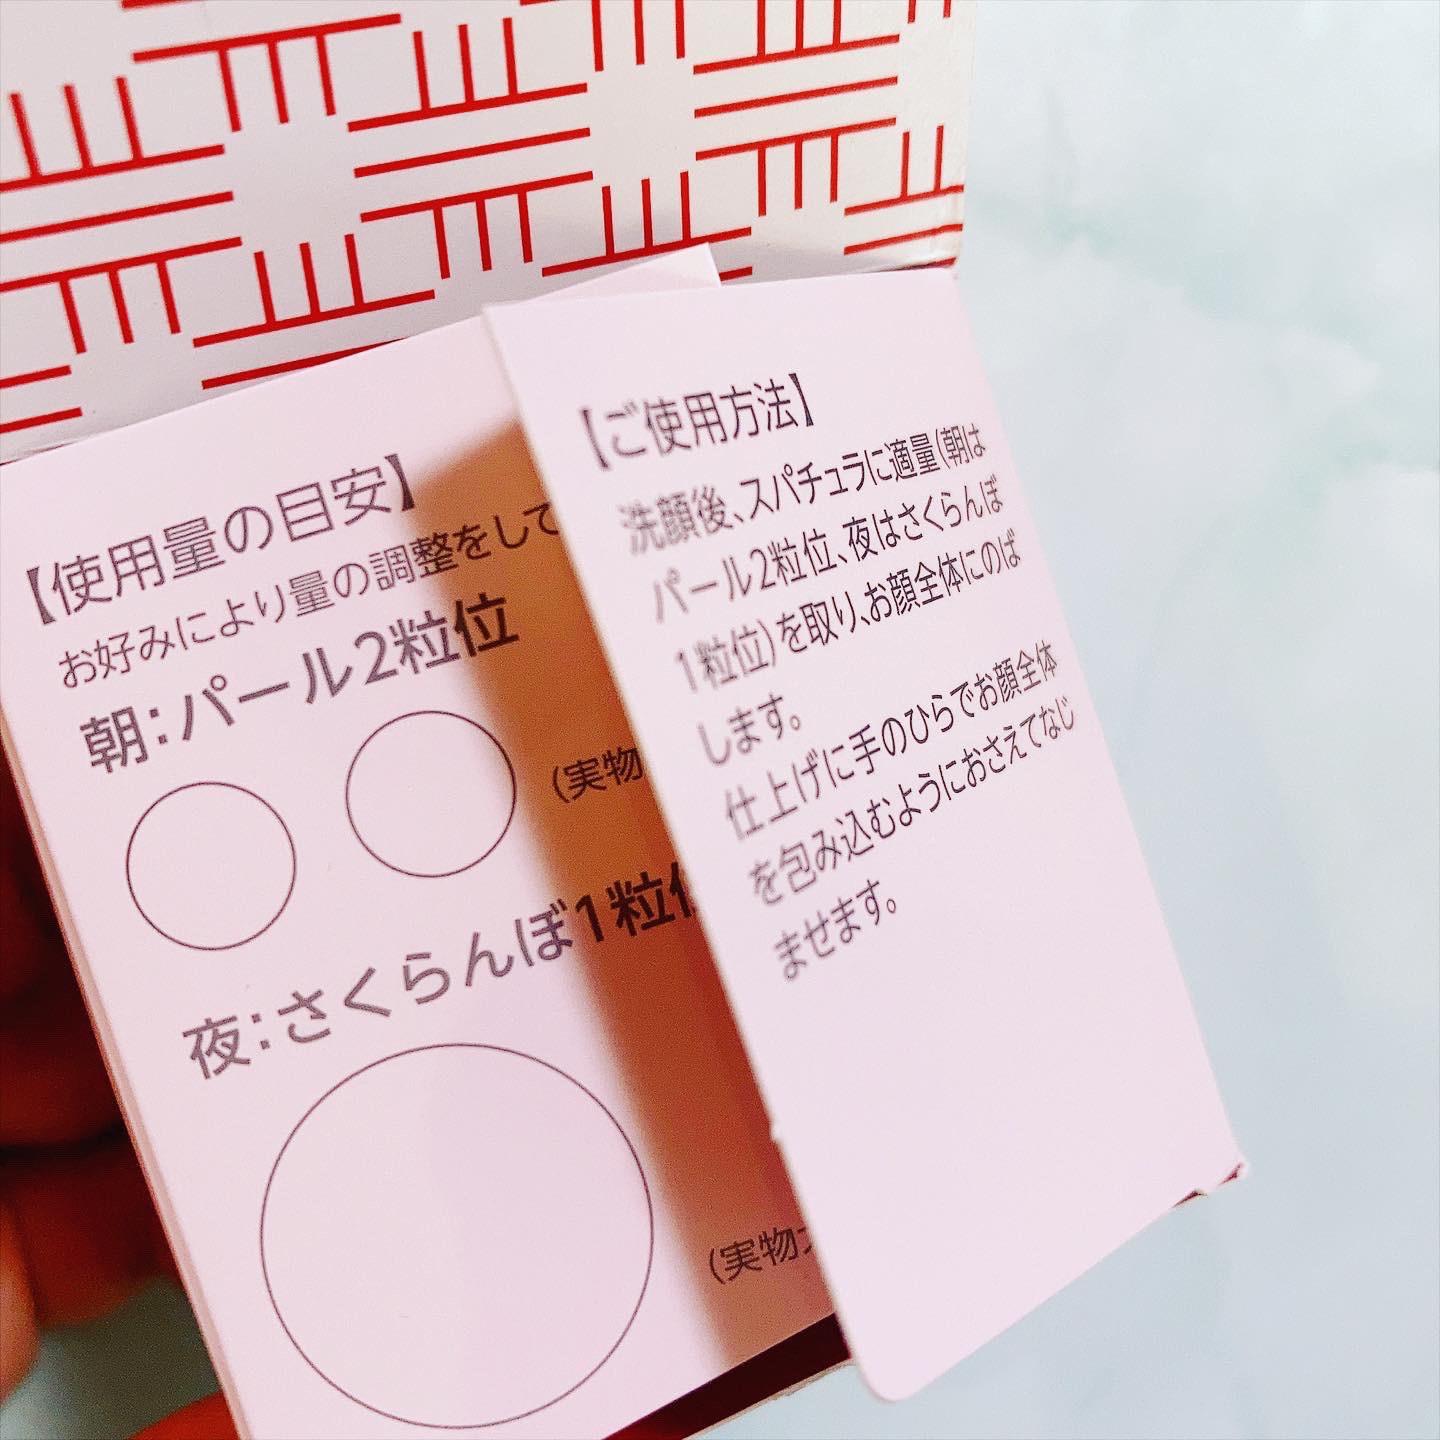 【使用量の目安】
お好みにより量の調整をして
朝：パール2粒位
（実物
夜：さくらんぼ1粒位
（実物大
【ご使用方法】
洗顔後、スパチュラに適量（朝は
パール2粒位、夜はさくらんぼ
1粒位）を取り、お顔全体にのば
します。
仕上げに手のひらでお顔全体
を包み込むようにおさえてなじ
ませます。